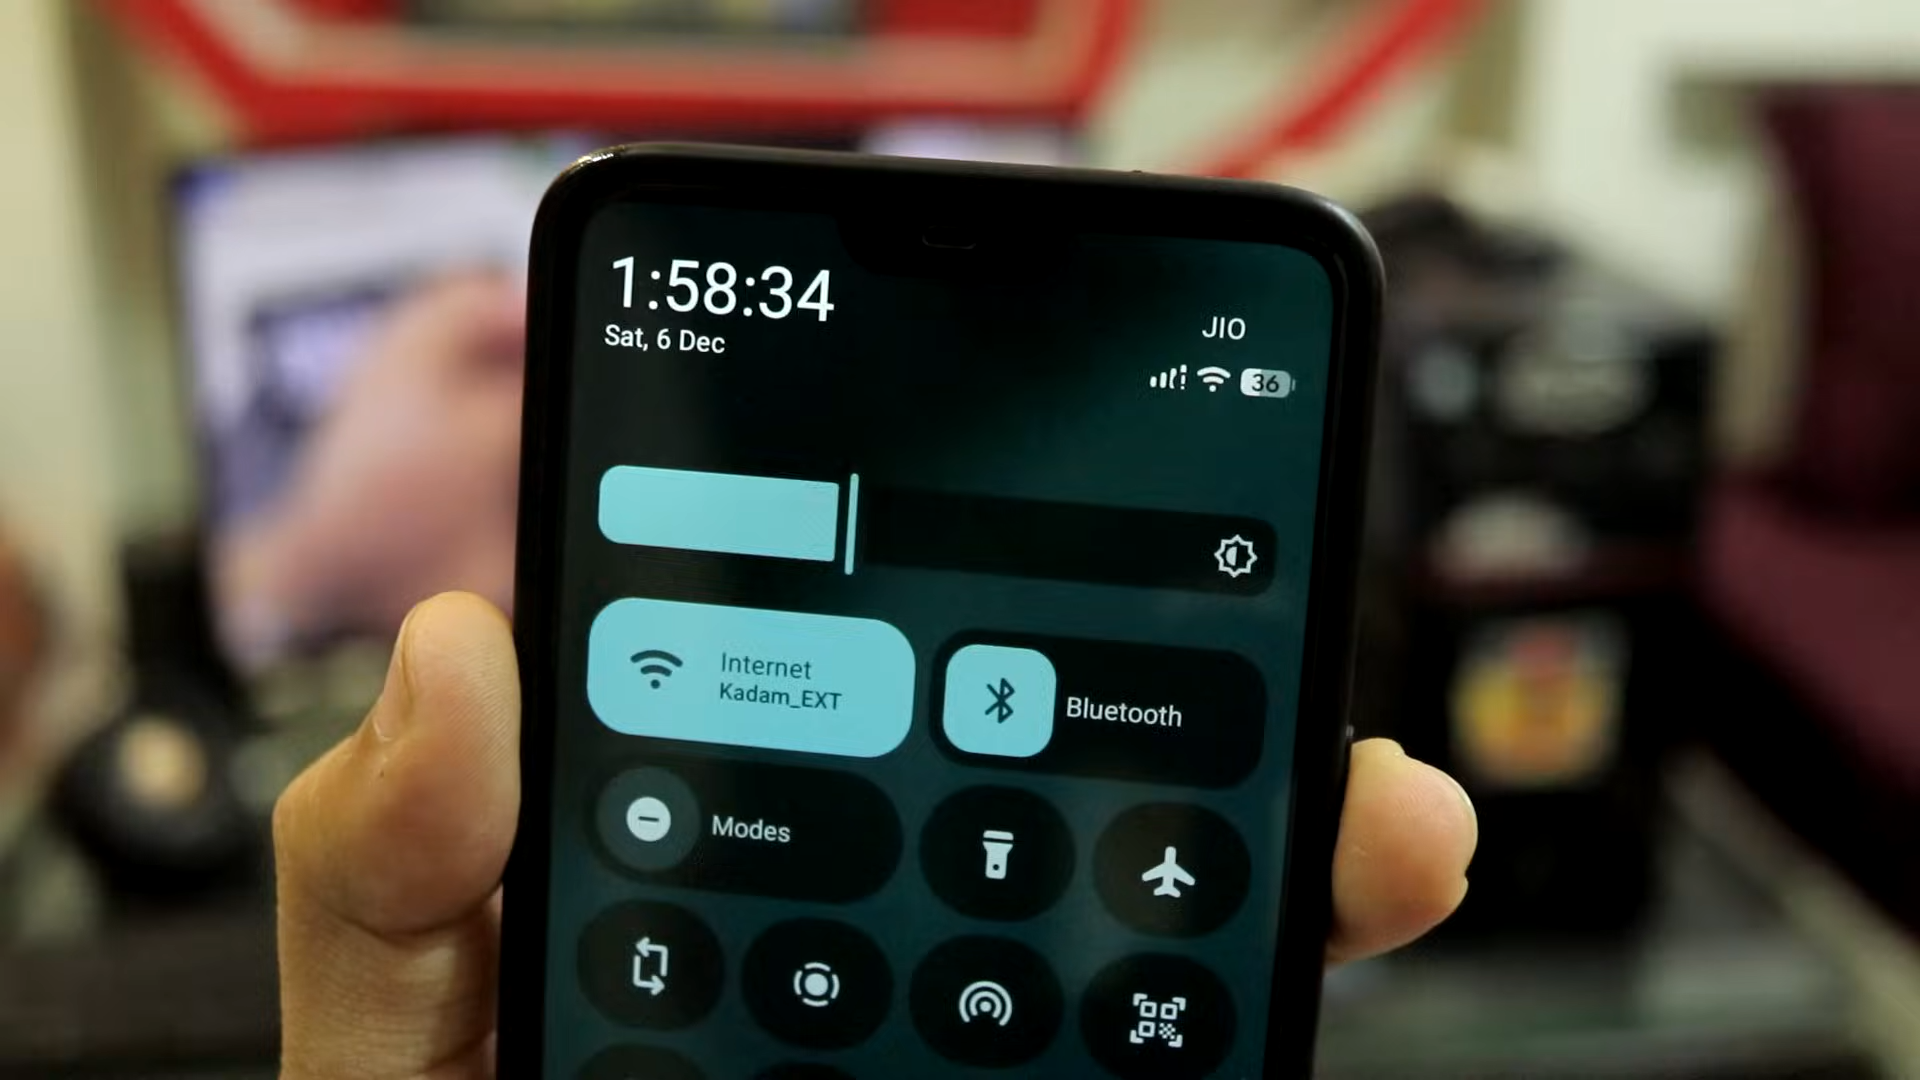 1:58:34
Sat, 6 Dec
JIO
36
Internet
Kadam_EXT
Bluetooth
Modes